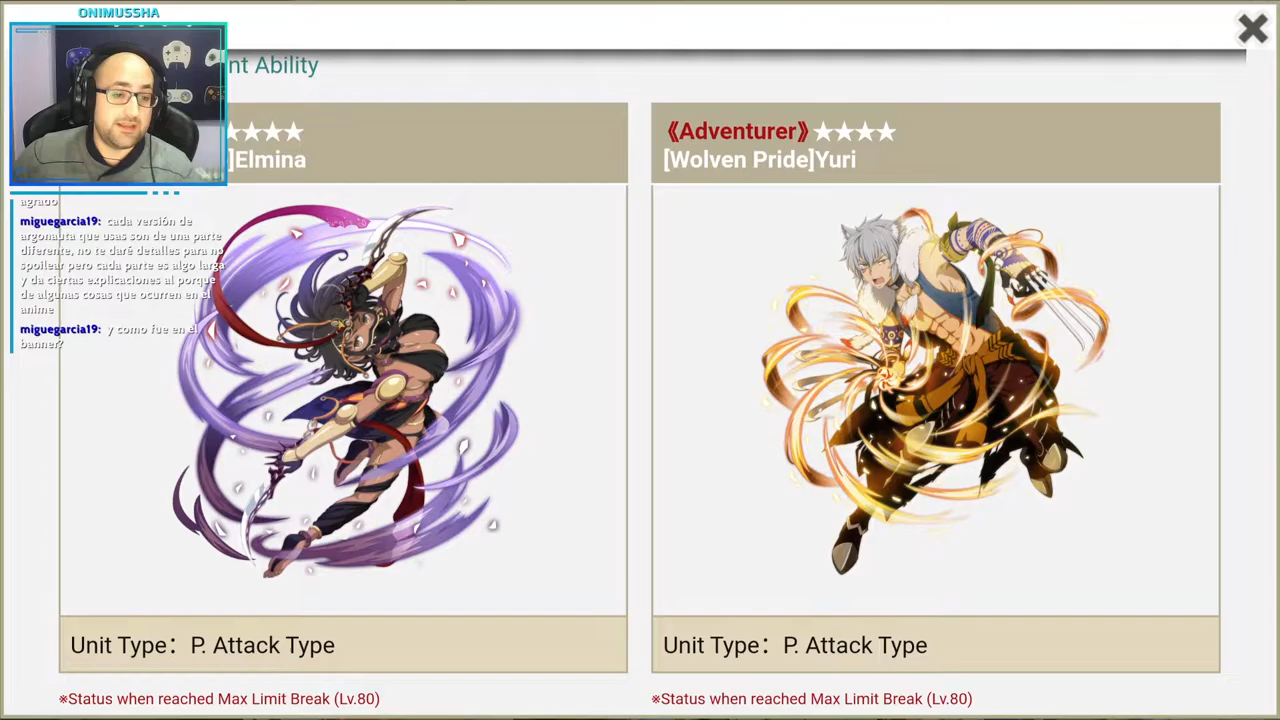 ONIMUSSHA
nt Ability
★★★★
]Elmina
《Adventurer》★★★★
[Wolven Pride]Yuri
agrado
miguegarcia19: cada versión de
argonauta que usas son de una parte
diferente, no te daré detalles para no
spoilear pero cada parte es algo larga
y da ciertas explicaciones al porque
de algunas cosas que ocurren en el
anime
miguegarcia19: y como fue en el
banner?
Unit Type：P. Attack Type
Unit Type：P. Attack Type
※Status when reached Max Limit Break (Lv.80)
※Status when reached Max Limit Break (Lv.80)